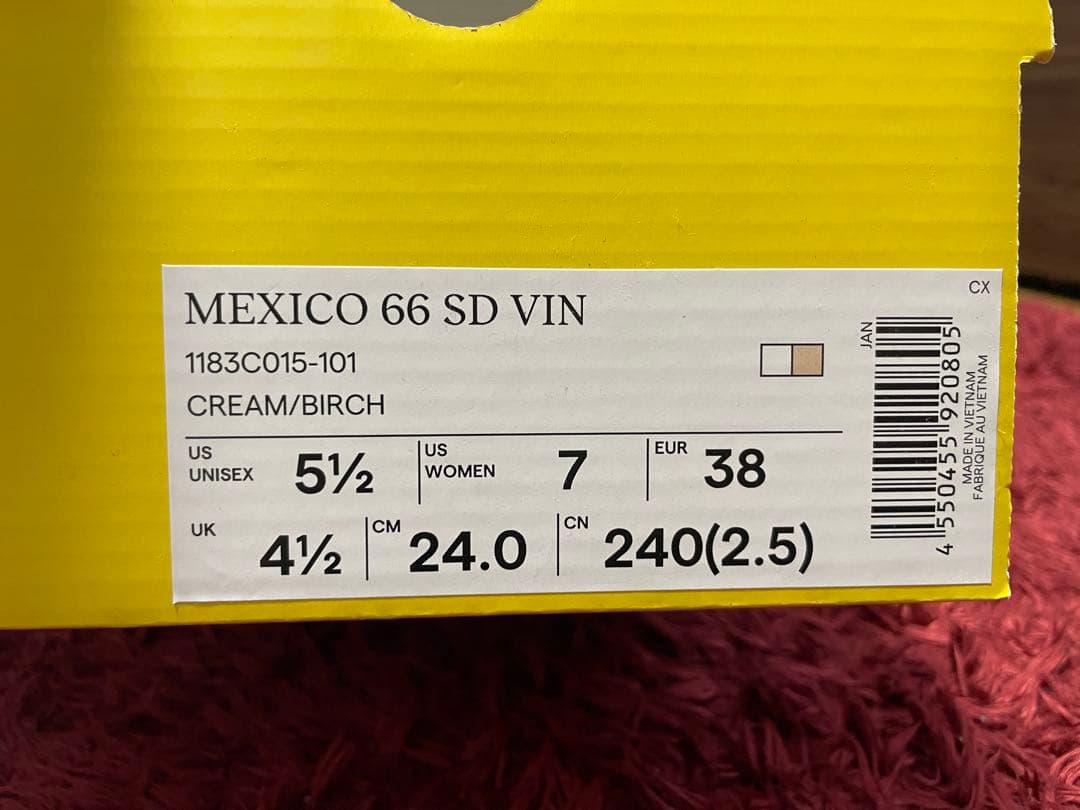 MEXICO 66 SD VIN
CX
1183C015-101
CREAM/BIRCH
US UNISEX 5½
US WOMEN 7
EUR 38
UK 4½
CM 24.0
CN 240(2.5)
JAN
4 550455 920805
MADE IN VIETNAM
FABRIQUE AU VIETNAM